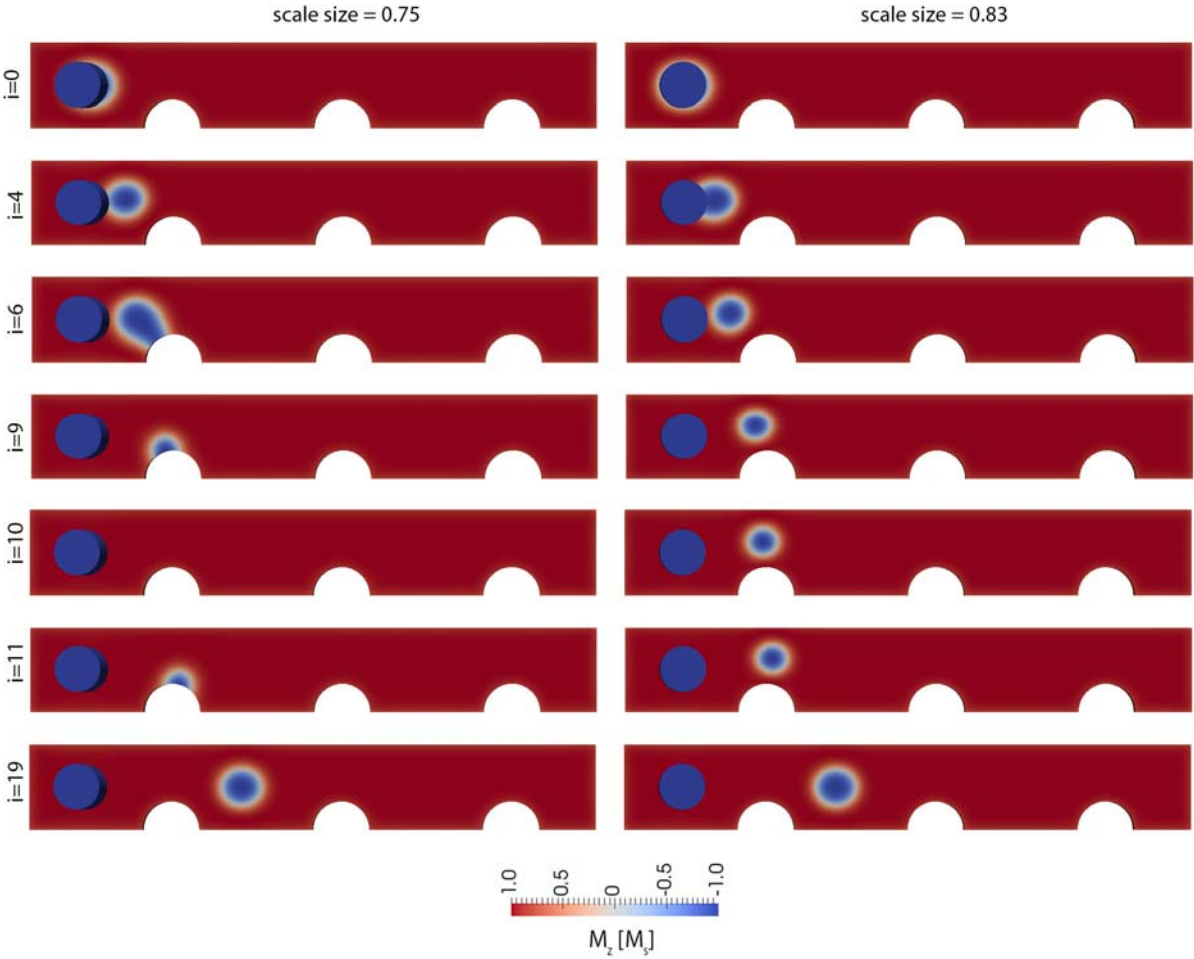 scale size = 0.75
scale size = 0.83
i=0
i=4
i=6
i=9
i=10
i=11
i=19
1.0 0.5 0 -0.5 -1.0
M_z [M_s]